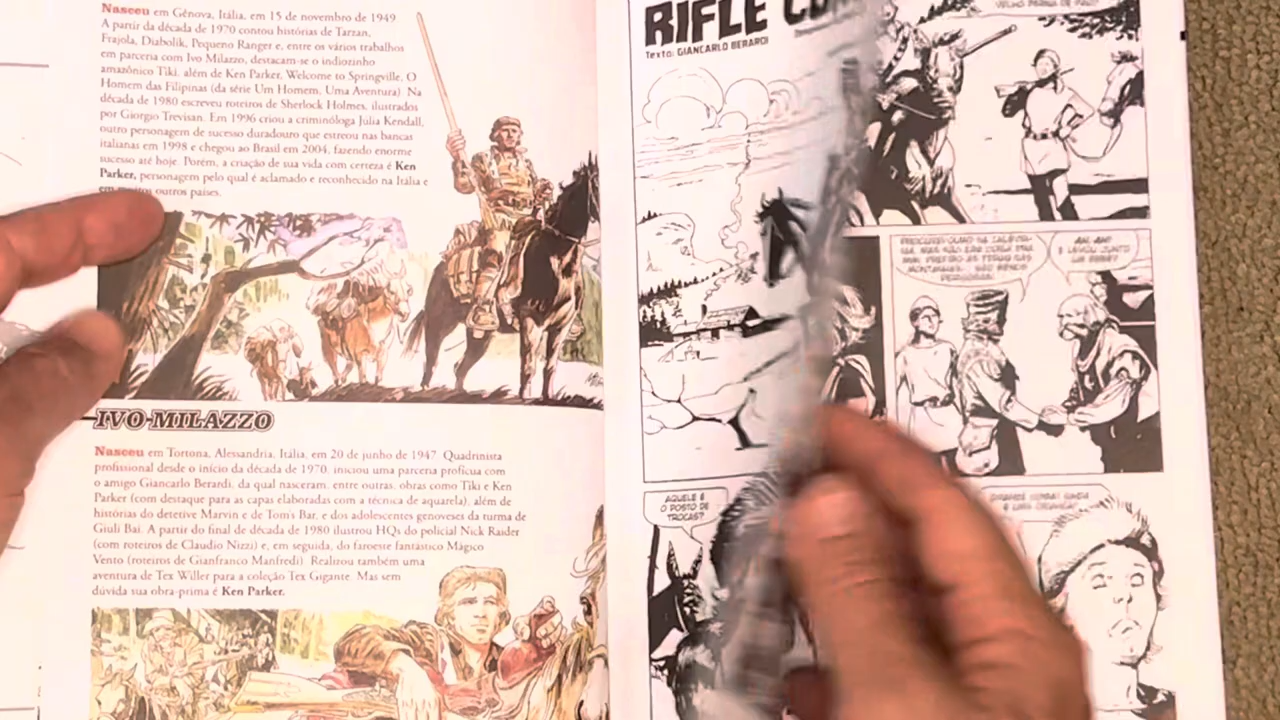 Nasceu em Gênova, Itália, em 15 de novembro de 1949
A partir da década de 1970 contou histórias de Tarzan,
Frajola, Diabolik, Pequeno Ranger e, entre os vários trabalhos
em parceria com Ivo Milazzo, destacam-se o indiozinho
amazônico Tiki, além de Ken Parker, Welcome to Springville, O
Homem das Filipinas (da série Um Homem, Uma Aventura). Na
década de 1980 escreveu roteiros de Sherlock Holmes, ilustrados
por Giorgio Trevisan. Em 1996 criou a criminóloga Julia Kendall,
outro personagem de sucesso duradouro que estreou nas bancas
italianas em 1998 e chegou ao Brasil em 2004, fazendo enorme
sucesso até hoje. Porém, a criação de sua vida com certeza é Ken
Parker, personagem pelo qual é aclamado e reconhecido na Itália e
em muitos outros países.
IVO MILAZZO
Nasceu em Tortona, Alessandria, Itália, em 20 de junho de 1947. Quadrinista
profissional desde o início da década de 1970, iniciou uma parceria profícua com
o amigo Giancarlo Berardi, da qual nasceram, entre outras, obras como Tiki e Ken
Parker (com destaque para as capas elaboradas com a técnica de aquarela), além de
histórias do detetive Marvin e de Tom's Bar, e dos adolescentes genoveses da turma de
Giuli Bai. A partir do final de década de 1980 ilustrou HQs do policial Nick Raider
(com roteiros de Claudio Nizzi) e, em seguida, do faroeste fantástico Mágico
Vento (roteiros de Gianfranco Manfredi). Realizou também uma
aventura de Tex Willer para a coleção Tex Gigante. Mas sem
dúvida sua obra-prima é Ken Parker.
RIFLE
Texto: GIANCARLO BERARDI
AQUELE É
O POSTO DE
TROCAS?